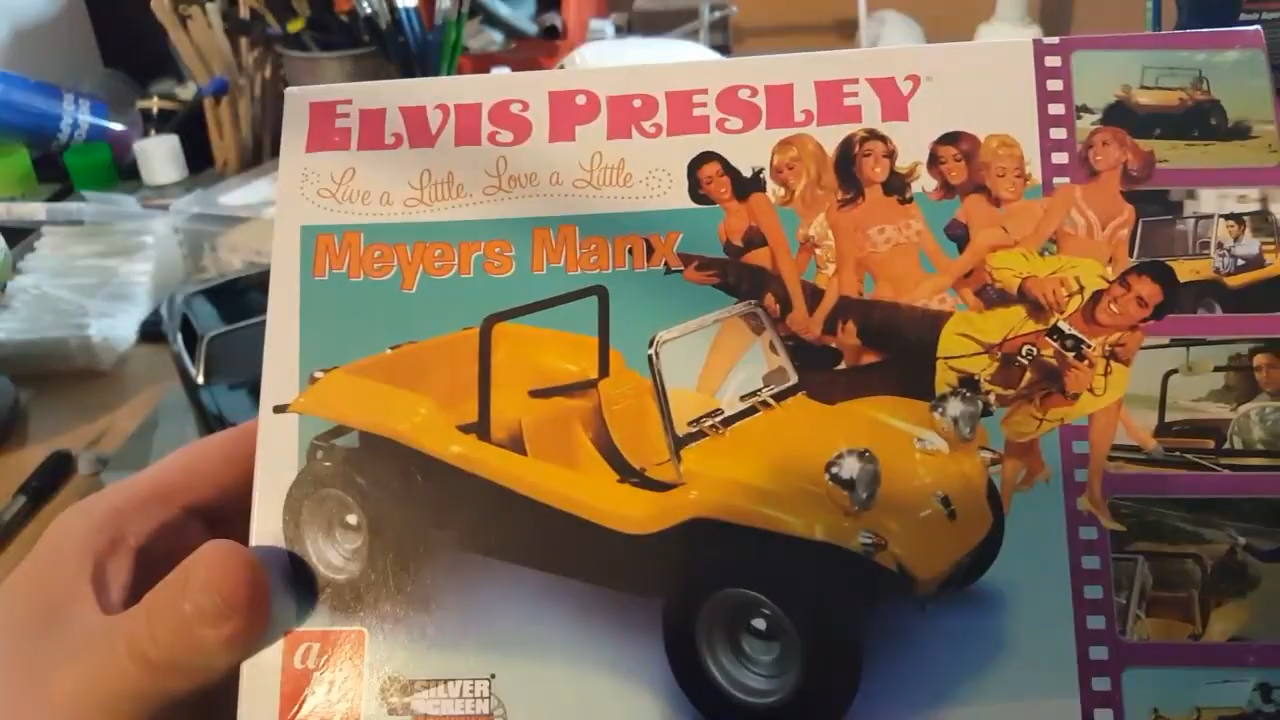 ELVIS PRESLEY
Live a Little, Love a Little
Meyers Manx
a
SILVER
SCREEN